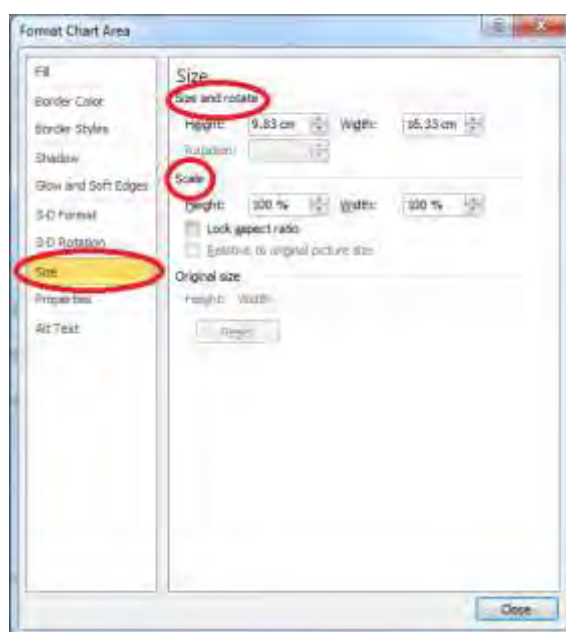 Format Chart Area
Fill
Border Color
Border Styles
Shadow
Glow and Soft Edges
3-D Format
3-D Rotation
Size
Properties
Alt Text
Size
Size and rotate
Height: 9.83 cm Width: 16.33 cm
Rotation:
Scale
Height: 100 % Width: 100 %
Lock aspect ratio
Relative to original picture size
Original size
Height: Width:
Reset
Close